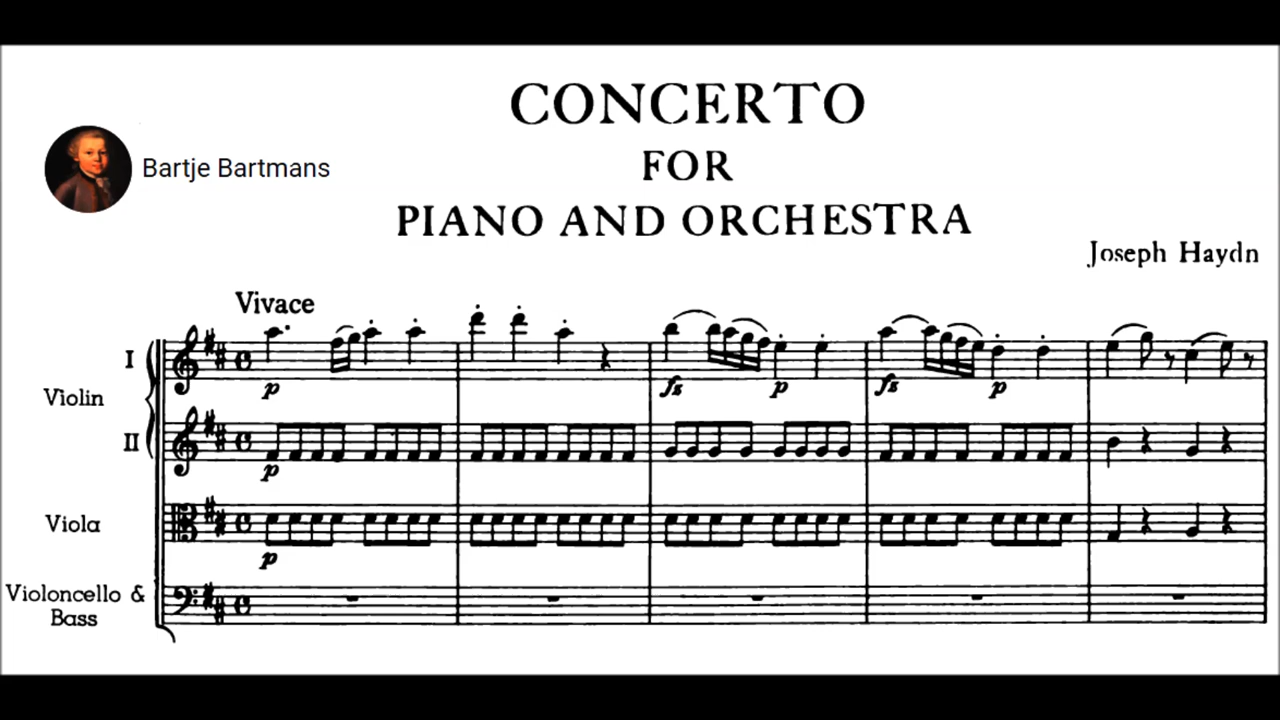 CONCERTO
FOR
PIANO AND ORCHESTRA
Bartje Bartmans
Joseph Haydn
Vivace
I
Violin
II
Viola
Violoncello &
Bass
p
fz p
fz p
p
p